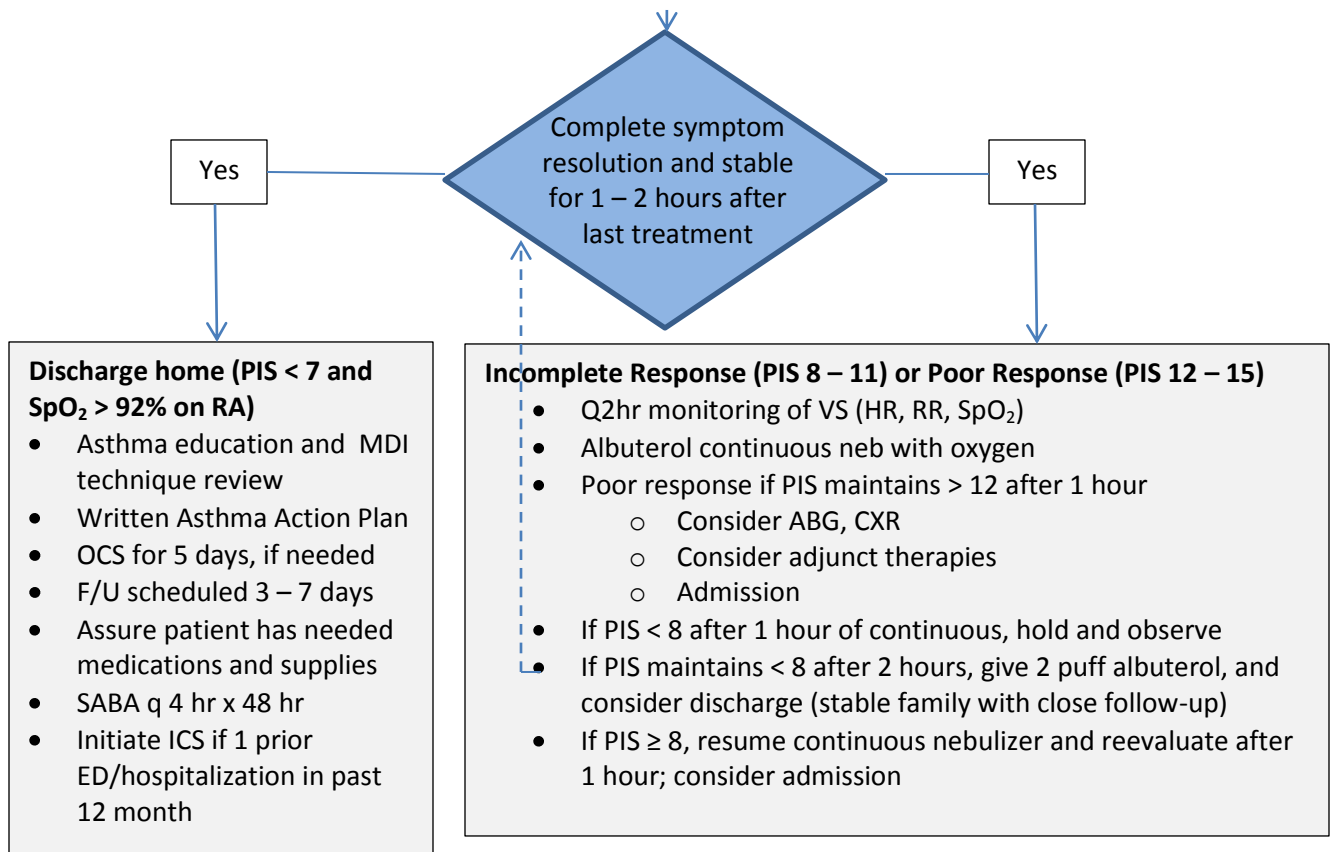 Complete symptom
resolution and stable
for 1 – 2 hours after
last treatment
Yes
Yes
Discharge home (PIS < 7 and
SpO₂ > 92% on RA)
• Asthma education and MDI
technique review
• Written Asthma Action Plan
• OCS for 5 days, if needed
• F/U scheduled 3 – 7 days
• Assure patient has needed
medications and supplies
• SABA q 4 hr x 48 hr
• Initiate ICS if 1 prior
ED/hospitalization in past
12 month
Incomplete Response (PIS 8 – 11) or Poor Response (PIS 12 – 15)
• Q2hr monitoring of VS (HR, RR, SpO₂)
• Albuterol continuous neb with oxygen
• Poor response if PIS maintains > 12 after 1 hour
o Consider ABG, CXR
o Consider adjunct therapies
o Admission
• If PIS < 8 after 1 hour of continuous, hold and observe
• If PIS maintains < 8 after 2 hours, give 2 puff albuterol, and
consider discharge (stable family with close follow-up)
• If PIS ≥ 8, resume continuous nebulizer and reevaluate after
1 hour; consider admission